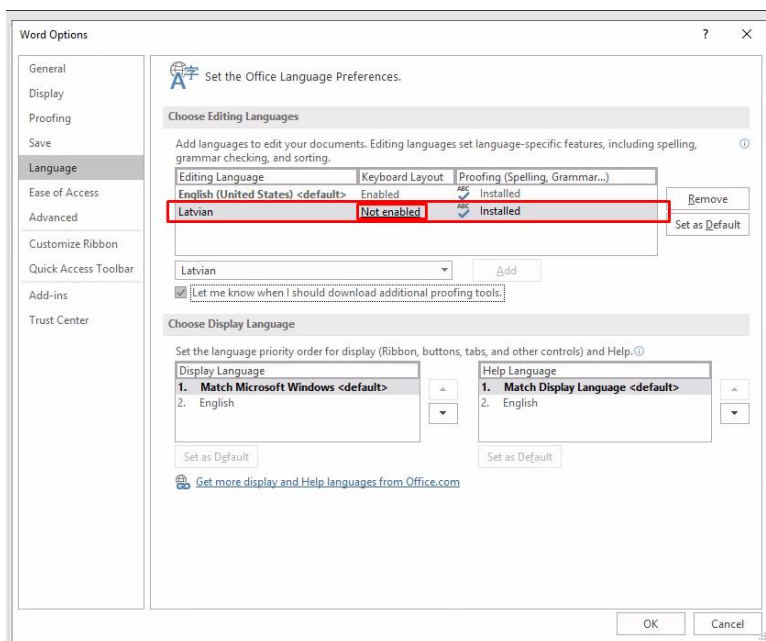 Word Options
?
General
Display
Proofing
Save
Language
Ease of Access
Advanced
Customize Ribbon
Quick Access Toolbar
Add-ins
Trust Center
Set the Office Language Preferences.
Choose Editing Languages
Add languages to edit your documents. Editing languages set language-specific features, including spelling,
grammar checking, and sorting.
Editing Language Keyboard Layout Proofing (Spelling, Grammar...)
English (United States) <default> Enabled Installed
Latvian Not enabled Installed
Remove
Set as Default
Latvian
Add
Let me know when I should download additional proofing tools.
Choose Display Language
Set the language priority order for display (Ribbon, buttons, tabs, and other controls) and Help.
Display Language
1. Match Microsoft Windows <default>
2. English
Set as Default
Help Language
1. Match Display Language <default>
2. English
Set as Default
Get more display and Help languages from Office.com
OK
Cancel